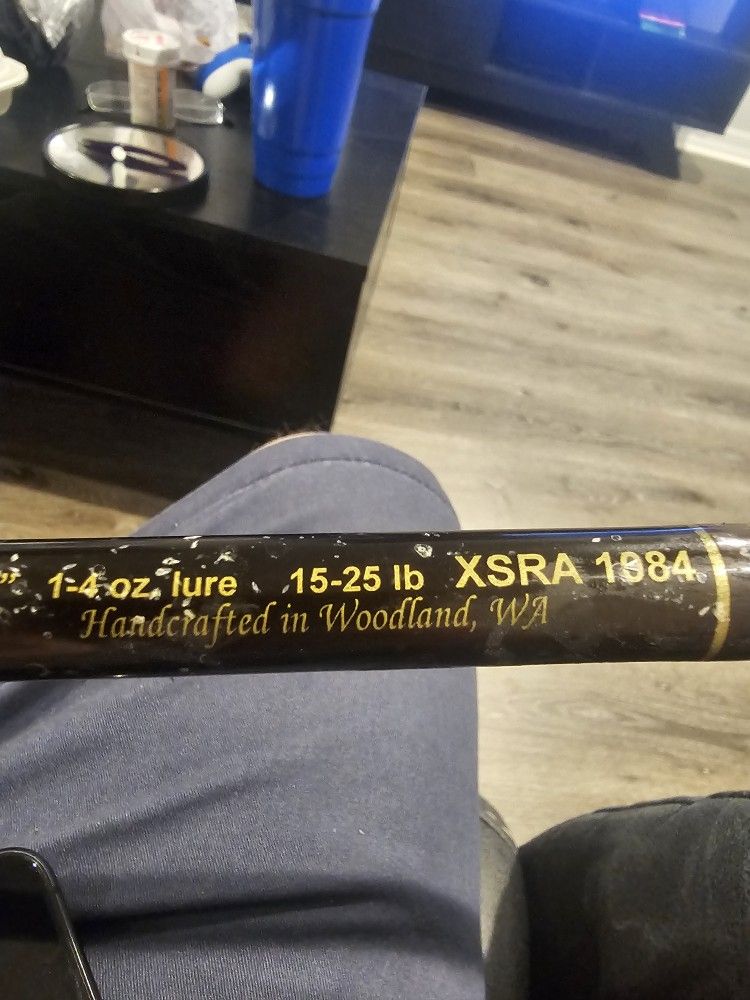 ” 1-4 oz. lure 15-25 lb XSRA 1084
Handcrafted in Woodland, WA